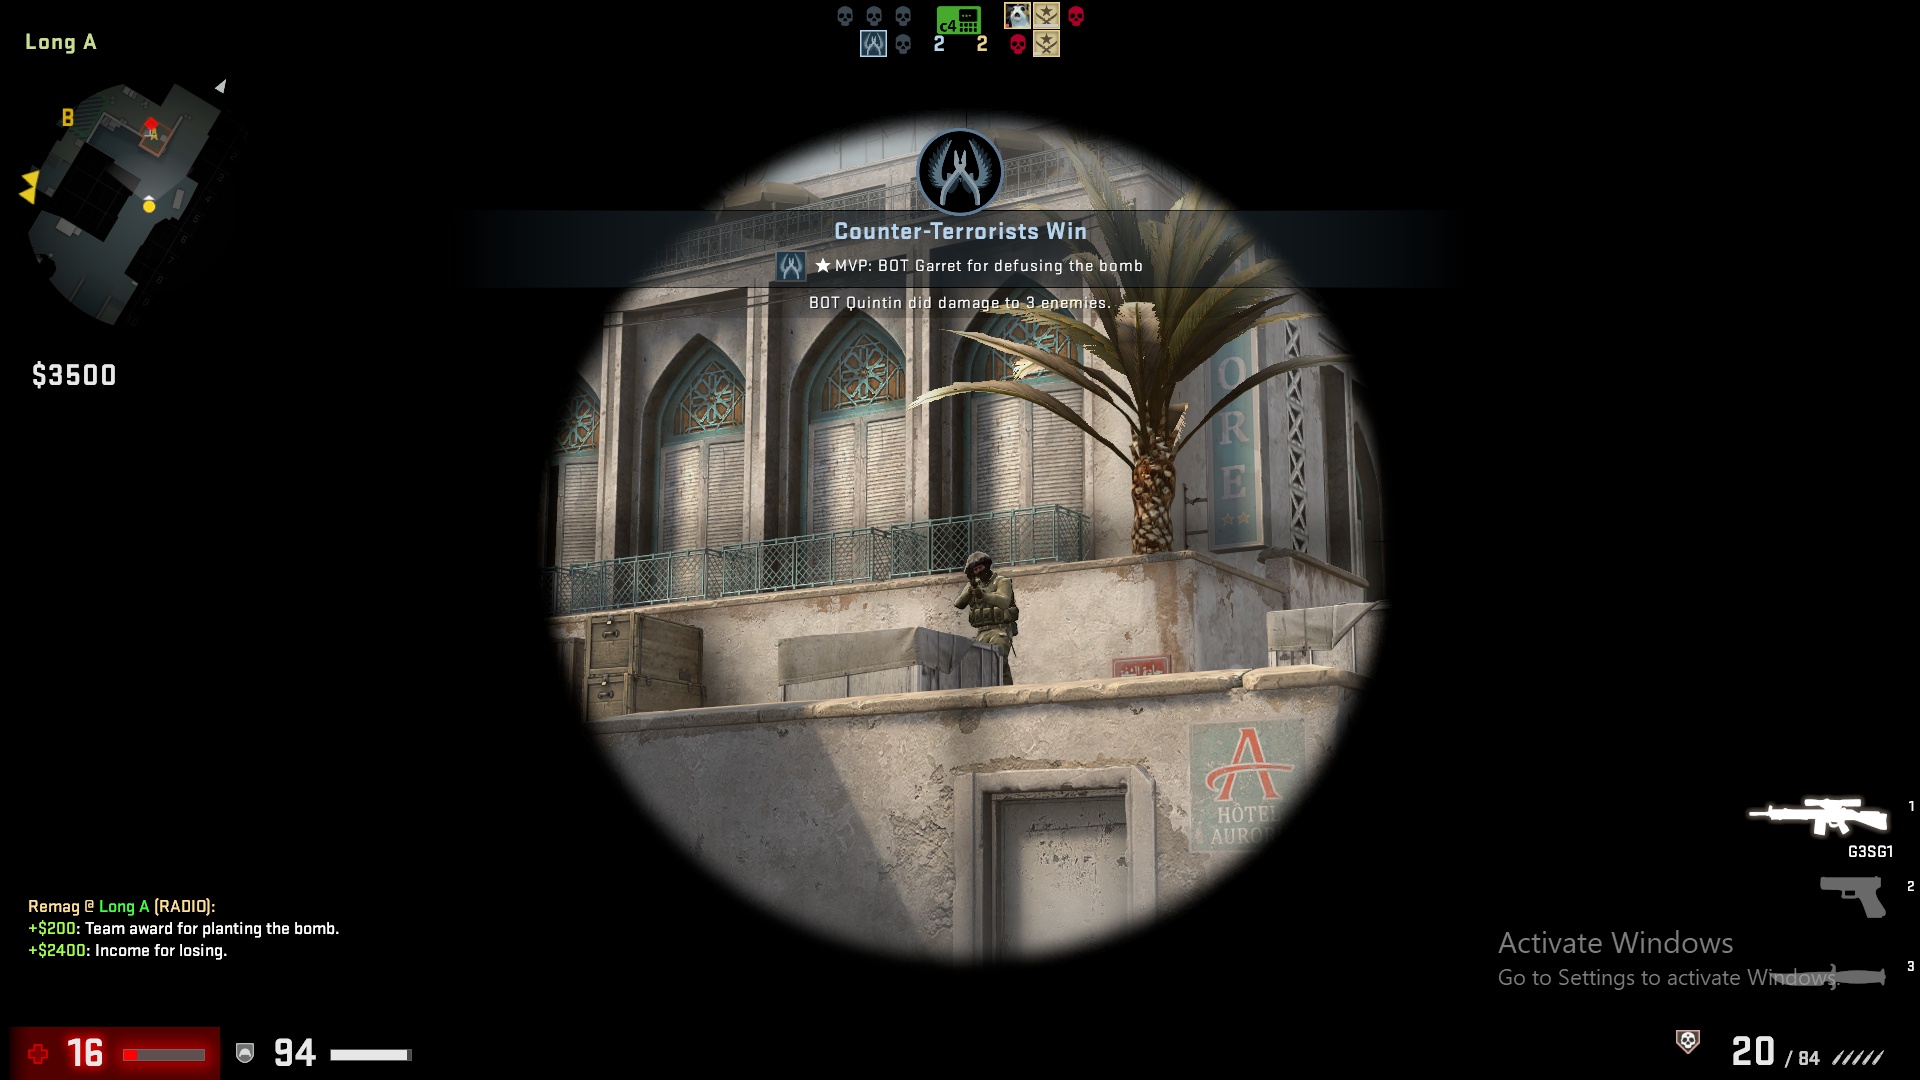 Long A
c4
2 2
B
A
Counter-Terrorists Win
MVP: BOT Garret for defusing the bomb
BOT Quintin did damage to 3 enemies.
$3500
ORE
A
HÔTEL
AURORE
1
G3SG1
2
Remag @ Long A (RADIO):
+$200: Team award for planting the bomb.
+$2400: Income for losing.
Activate Windows
Go to Settings to activate Windows.
3
16
94
20 / 84